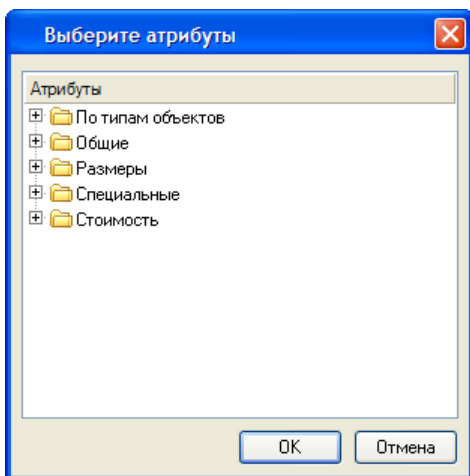 Выберите атрибуты
Атрибуты
По типам объектов
Общие
Размеры
Специальные
Стоимость
OK
Отмена